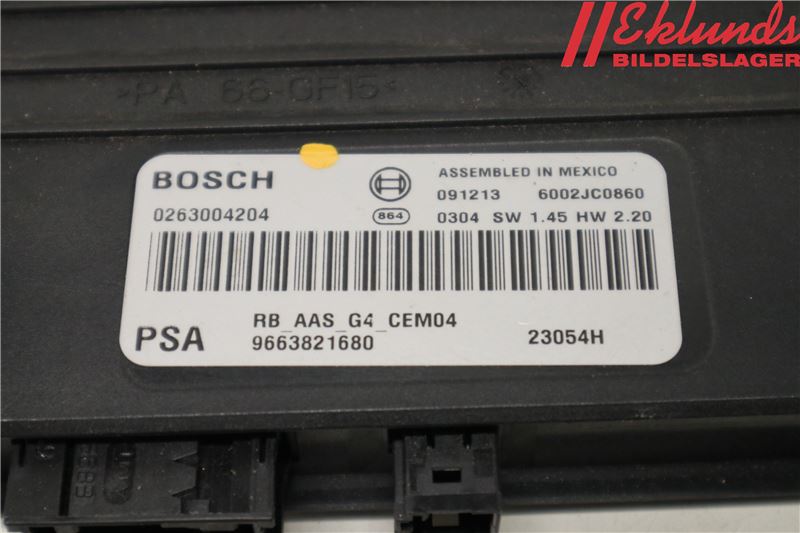 Eklunds
BILDELSLAGER
>PA 66-GF15<
BOSCH
ASSEMBLED IN MEXICO
091213 6002JC0860
0263004204
864
0304 SW 1.45 HW 2.20
RB_AAS_G4_CEM04
PSA
9663821680
23054H